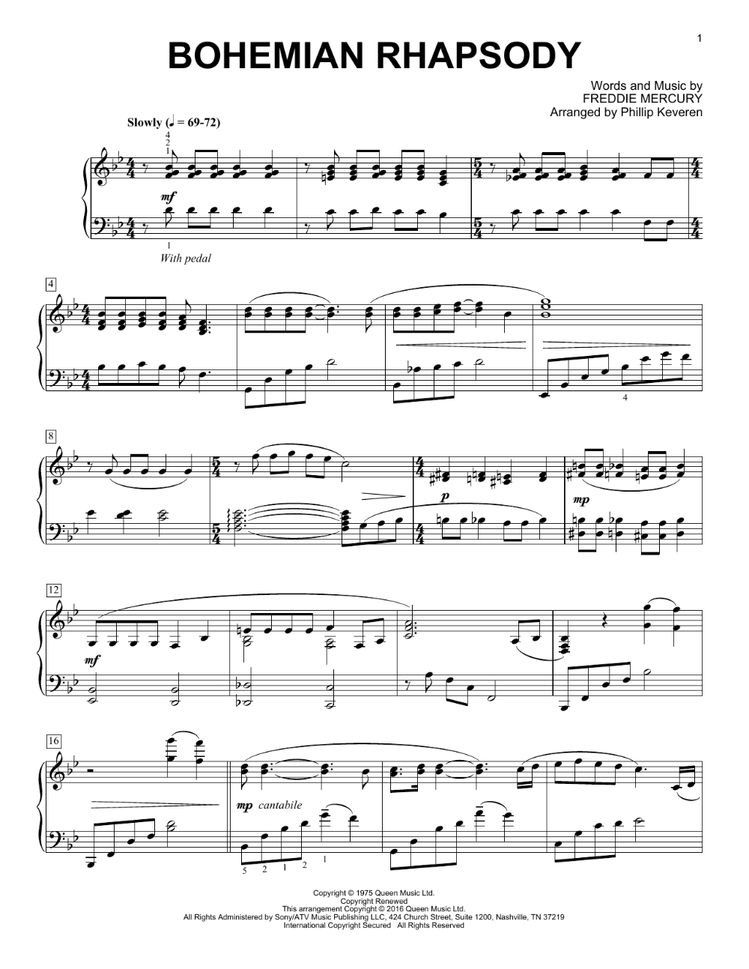 1
BOHEMIAN RHAPSODY
Words and Music by
FREDDIE MERCURY
Arranged by Phillip Keveren
Slowly (♩ = 69-72)
4
2
1
mf
1
With pedal
4
4
8
p
mp
12
mf
16
mp cantabile
5 2 1 2 1
Copyright © 1975 Queen Music Ltd.
Copyright Renewed
This arrangement Copyright © 2016 Queen Music Ltd.
All Rights Administered by Sony/ATV Music Publishing LLC, 424 Church Street, Suite 1200, Nashville, TN 37219
International Copyright Secured All Rights Reserved